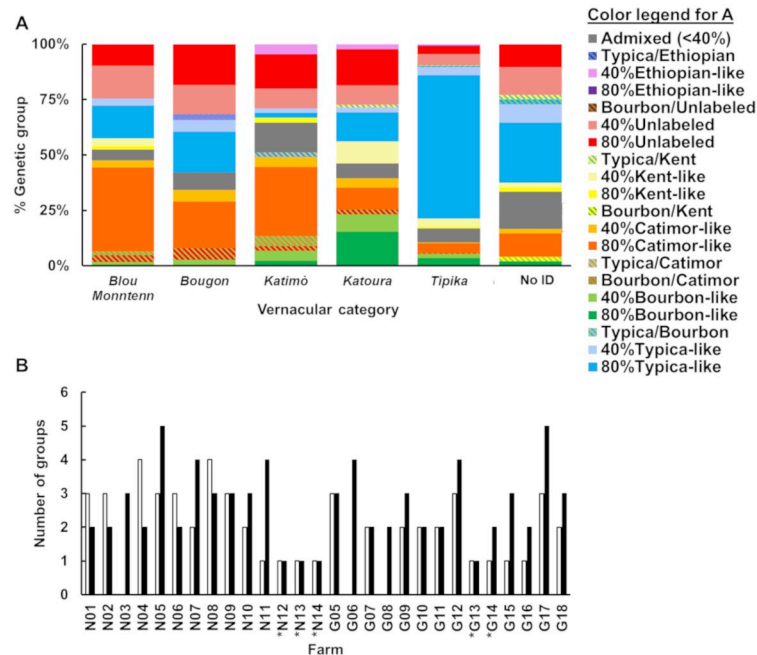 A
Color legend for A
100%
75%
50%
25%
0%
% Genetic group
Blou Monntenn
Bougon
Katimò
Katoura
Tipika
No ID
Vernacular category
Admixed (<40%)
Typica/Ethiopian
40%Ethiopian-like
80%Ethiopian-like
Bourbon/Unlabeled
40%Unlabeled
80%Unlabeled
Typica/Kent
40%Kent-like
80%Kent-like
Bourbon/Kent
40%Catimor-like
80%Catimor-like
Typica/Catimor
Bourbon/Catimor
40%Bourbon-like
80%Bourbon-like
Typica/Bourbon
40%Typica-like
80%Typica-like
B
6
5
4
3
2
1
0
Number of groups
N01
N02
N03
N04
N05
N06
N07
N08
N09
N10
N11
*N12
*N13
*N14
G05
G06
G07
G08
G09
G10
G11
G12
*G13
*G14
G15
G16
G17
G18
Farm